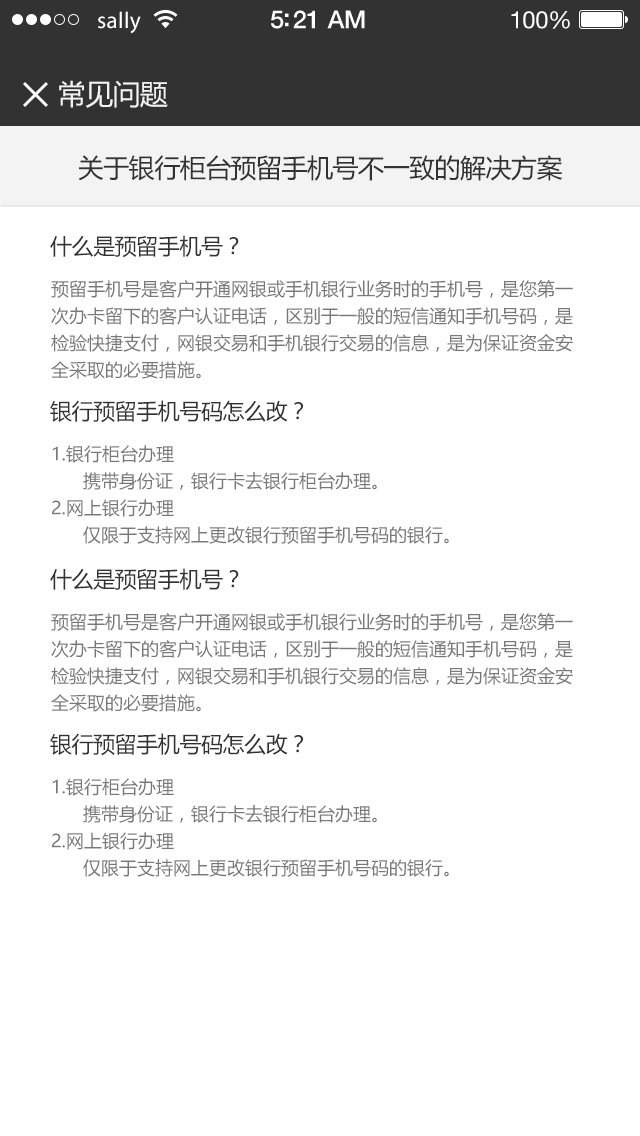 sally 5:21 AM 100%
常见问题
关于银行柜台预留手机号不一致的解决方案
什么是预留手机号？
预留手机号是客户开通网银或手机银行业务时的手机号，是您第一
次办卡留下的客户认证电话，区别于一般的短信通知手机号码，是
检验快捷支付，网银交易和手机银行交易的信息，是为保证资金安
全采取的必要措施。
银行预留手机号码怎么改？
1.银行柜台办理
携带身份证，银行卡去银行柜台办理。
2.网上银行办理
仅限于支持网上更改银行预留手机号码的银行。
什么是预留手机号？
预留手机号是客户开通网银或手机银行业务时的手机号，是您第一
次办卡留下的客户认证电话，区别于一般的短信通知手机号码，是
检验快捷支付，网银交易和手机银行交易的信息，是为保证资金安
全采取的必要措施。
银行预留手机号码怎么改？
1.银行柜台办理
携带身份证，银行卡去银行柜台办理。
2.网上银行办理
仅限于支持网上更改银行预留手机号码的银行。